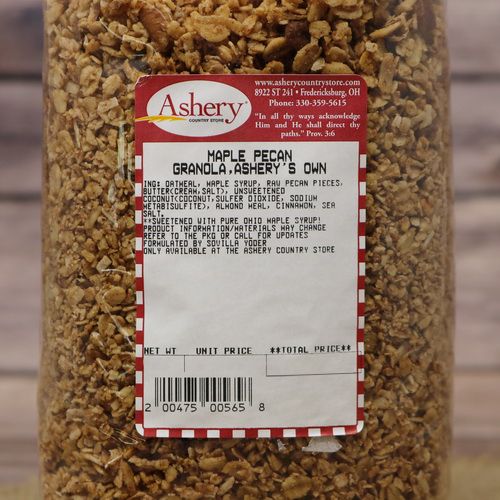 Ashery
COUNTRY STORE
www.asherycountrystore.com
8922 ST 241 • Fredericksburg, OH
Phone: 330-359-5615
"In all thy ways acknowledge
Him and He shall direct thy
paths." Prov. 3:6
MAPLE PECAN
GRANOLA,ASHERY'S OWN
ING: OATMEAL, MAPLE SYRUP, RAW PECAN PIECES,
BUTTER(CREAM,SALT), UNSWEETENED
COCONUT(COCONUT,SULFER DIOXIDE, SODIUM
METABISULFITE), ALMOND MEAL, CINNAMON, SEA
SALT.
**SWEETENED WITH PURE OHIO MAPLE SYRUP!
PRODUCT INFORMATION/MATERIALS MAY CHANGE
REFER TO THE PKG OR CALL FOR UPDATES
FORMULATED BY SOVILLA YODER
ONLY AVAILABLE AT THE ASHERY COUNTRY STORE
NET WT UNIT PRICE **TOTAL PRICE**
2 00475 00565 8